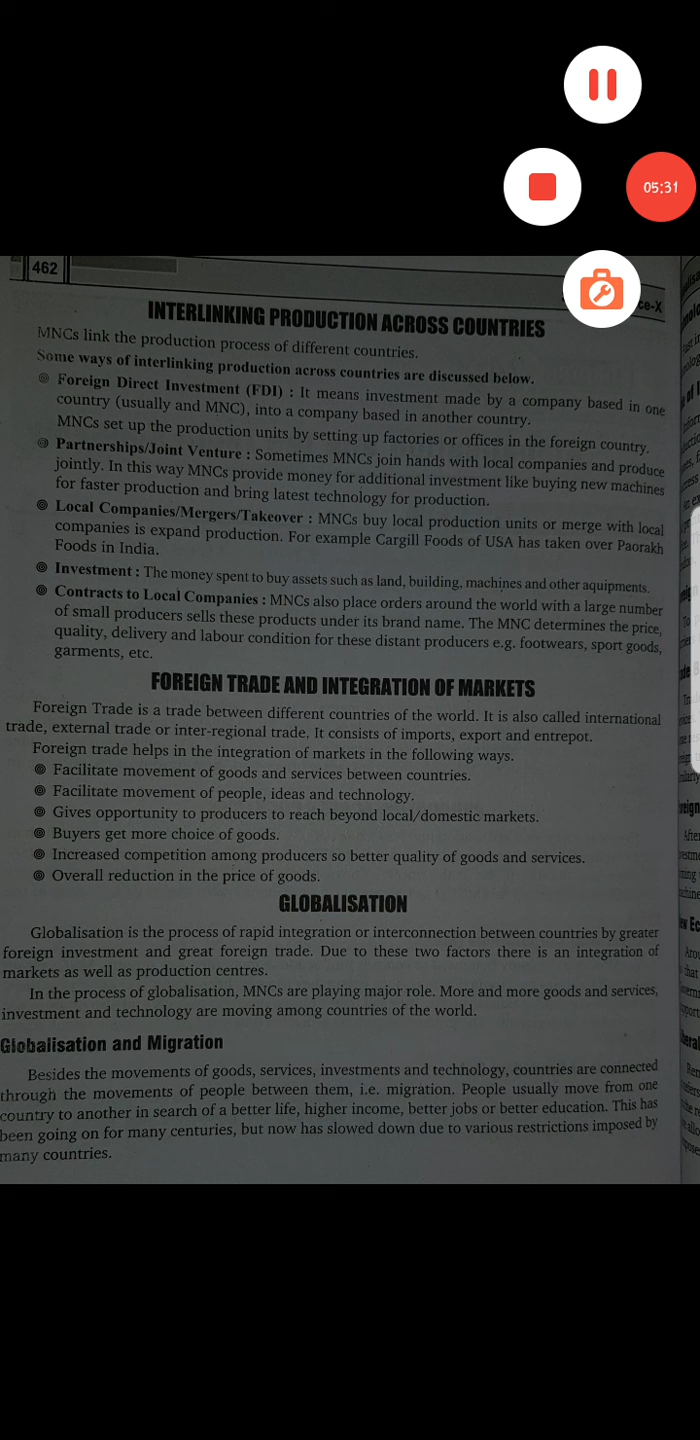 05:31
462
ce-X
INTERLINKING PRODUCTION ACROSS COUNTRIES
MNCs link the production process of different countries.
Some ways of interlinking production across countries are discussed below.
Foreign Direct Investment (FDI) : It means investment made by a company based in one
country (usually and MNC), into a company based in another country.
MNCs set up the production units by setting up factories or offices in the foreign country.
Partnerships/Joint Venture : Sometimes MNCs join hands with local companies and produce
jointly. In this way MNCs provide money for additional investment like buying new machines
for faster production and bring latest technology for production.
Local Companies/Mergers/Takeover : MNCs buy local production units or merge with local
companies is expand production. For example Cargill Foods of USA has taken over Paorakh
Foods in India.
Investment : The money spent to buy assets such as land, building, machines and other aquipments.
Contracts to Local Companies : MNCs also place orders around the world with a large number
of small producers sells these products under its brand name. The MNC determines the price,
quality, delivery and labour condition for these distant producers e.g. footwears, sport goods,
garments, etc.
FOREIGN TRADE AND INTEGRATION OF MARKETS
Foreign Trade is a trade between different countries of the world. It is also called international
trade, external trade or inter-regional trade. It consists of imports, export and entrepot.
Foreign trade helps in the integration of markets in the following ways.
Facilitate movement of goods and services between countries.
Facilitate movement of people, ideas and technology.
Gives opportunity to producers to reach beyond local/domestic markets.
Buyers get more choice of goods.
Increased competition among producers so better quality of goods and services.
Overall reduction in the price of goods.
GLOBALISATION
Globalisation is the process of rapid integration or interconnection between countries by greater
foreign investment and great foreign trade. Due to these two factors there is an integration of
markets as well as production centres.
In the process of globalisation, MNCs are playing major role. More and more goods and services,
investment and technology are moving among countries of the world.
Globalisation and Migration
Besides the movements of goods, services, investments and technology, countries are connected
through the movements of people between them, i.e. migration. People usually move from one
country to another in search of a better life, higher income, better jobs or better education. This has
been going on for many centuries, but now has slowed down due to various restrictions imposed by
many countries.